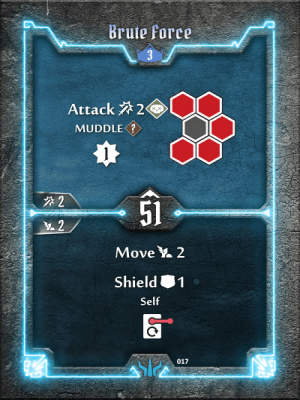 Brute Force
3
Attack 2
MUDDLE ?
1
51
2
2
Move 2
Shield 1
Self
017